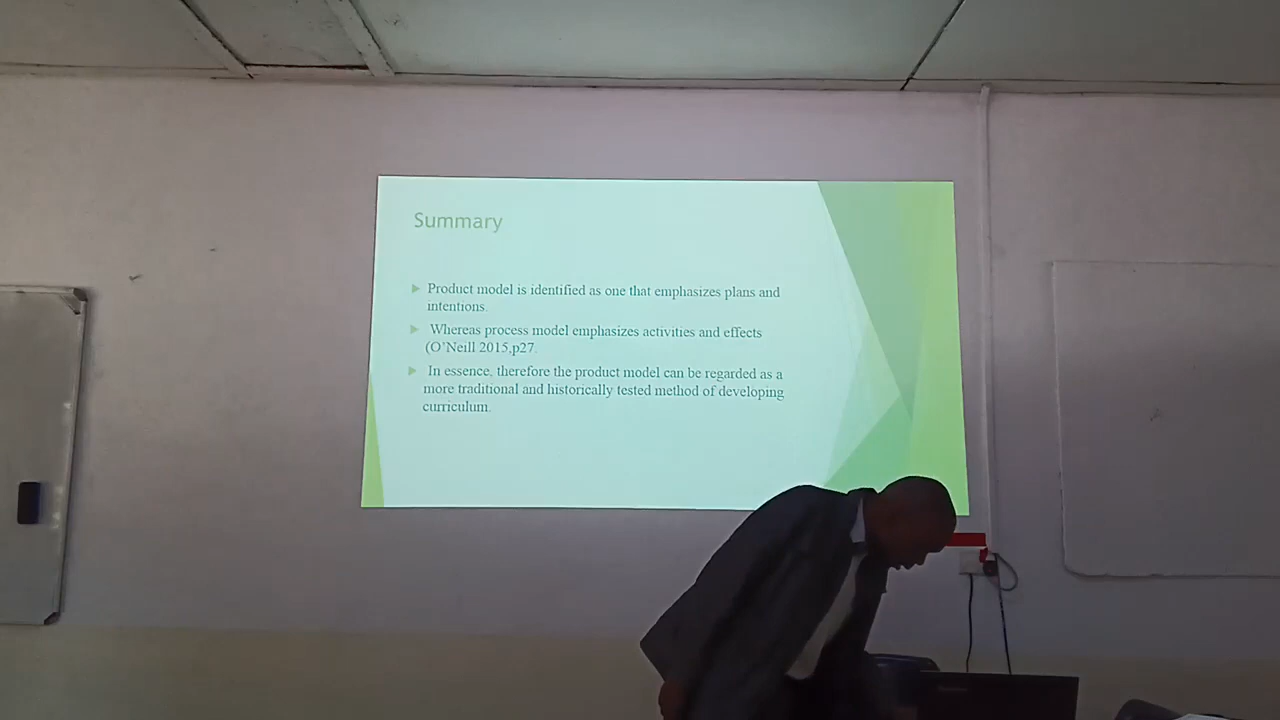 Summary
Product model is identified as one that emphasizes plans and
intentions.
Whereas process model emphasizes activities and effects
(O'Neill 2015,p27.
In essence, therefore the product model can be regarded as a
more traditional and historically tested method of developing
curriculum.